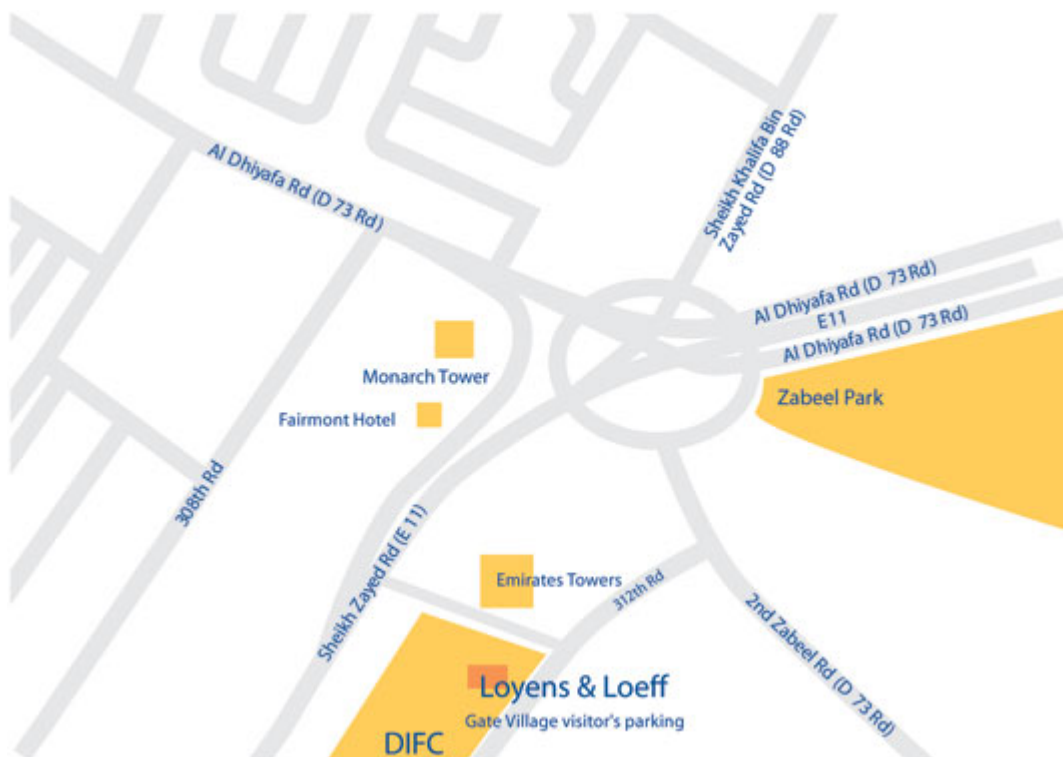 Al Dhiyafa Rd (D 73 Rd)
Sheikh Khalifa Bin
Zayed Rd (D 88 Rd)
Al Dhiyafa Rd (D 73 Rd)
E11
Al Dhiyafa Rd (D 73 Rd)
Monarch Tower
Zabeel Park
Fairmont Hotel
308th Rd
Sheikh Zayed Rd (E 11)
Emirates Towers
312th Rd
2nd Zabeel Rd (D 73 Rd)
Loyens & Loeff
Gate Village visitor's parking
DIFC